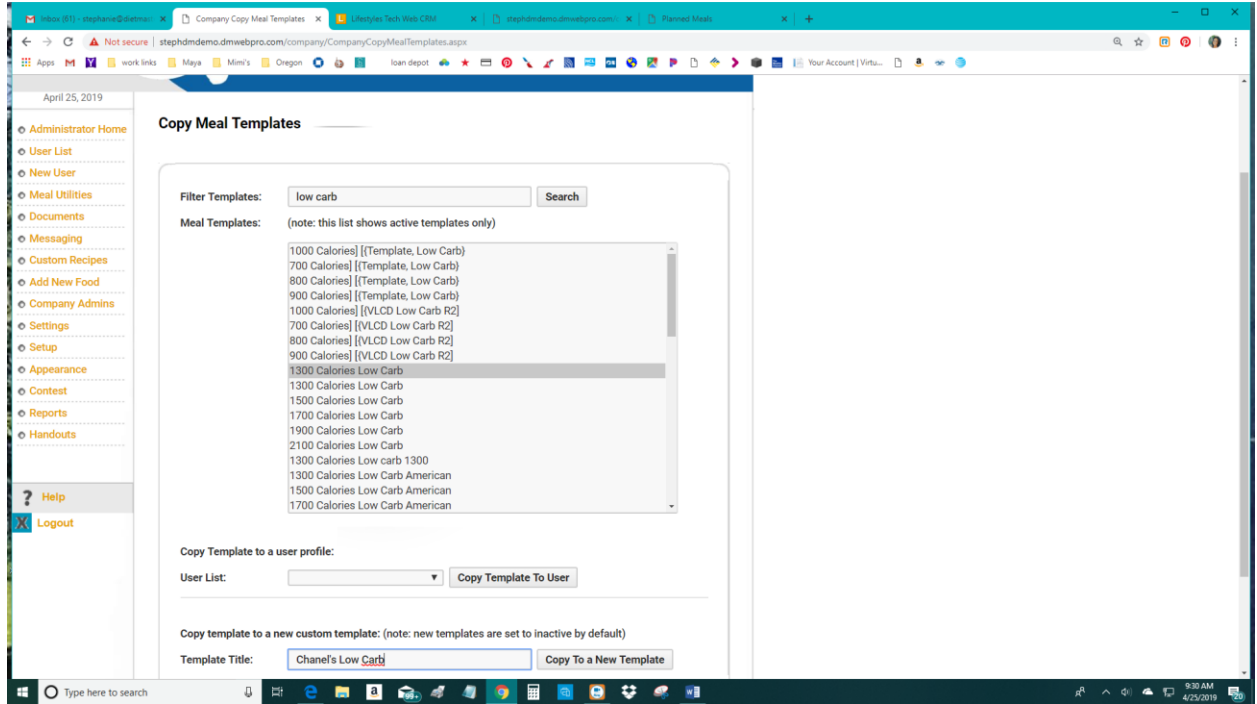 Inbox (61) - stephanie@dietmast
Company Copy Meal Templates
Lifestyles Tech Web CRM
stephdmdemo.dmwebpro.com/
Planned Meals
Not secure | stephdmdemo.dmwebpro.com/company/CompanyCopyMealTemplates.aspx
Apps
work links
Maya
Mimi's
Oregon
loan depot
Your Account | Virtu...
April 25, 2019
Administrator Home
User List
New User
Meal Utilities
Documents
Messaging
Custom Recipes
Add New Food
Company Admins
Settings
Setup
Appearance
Contest
Reports
Handouts
? Help
X Logout
Copy Meal Templates
Filter Templates: low carb Search
Meal Templates: (note: this list shows active templates only)
1000 Calories] [{Template, Low Carb}
700 Calories] [{Template, Low Carb}
800 Calories] [{Template, Low Carb}
900 Calories] [{Template, Low Carb}
1000 Calories] [{VLCD Low Carb R2]
700 Calories] [{VLCD Low Carb R2]
800 Calories] [{VLCD Low Carb R2]
900 Calories] [{VLCD Low Carb R2]
1300 Calories Low Carb
1300 Calories Low Carb
1500 Calories Low Carb
1700 Calories Low Carb
1900 Calories Low Carb
2100 Calories Low Carb
1300 Calories Low carb 1300
1300 Calories Low Carb American
1500 Calories Low Carb American
1700 Calories Low Carb American
Copy Template to a user profile:
User List: Copy Template To User
Copy template to a new custom template: (note: new templates are set to inactive by default)
Template Title: Chanel's Low Carb Copy To a New Template
Type here to search
9:30 AM
4/25/2019